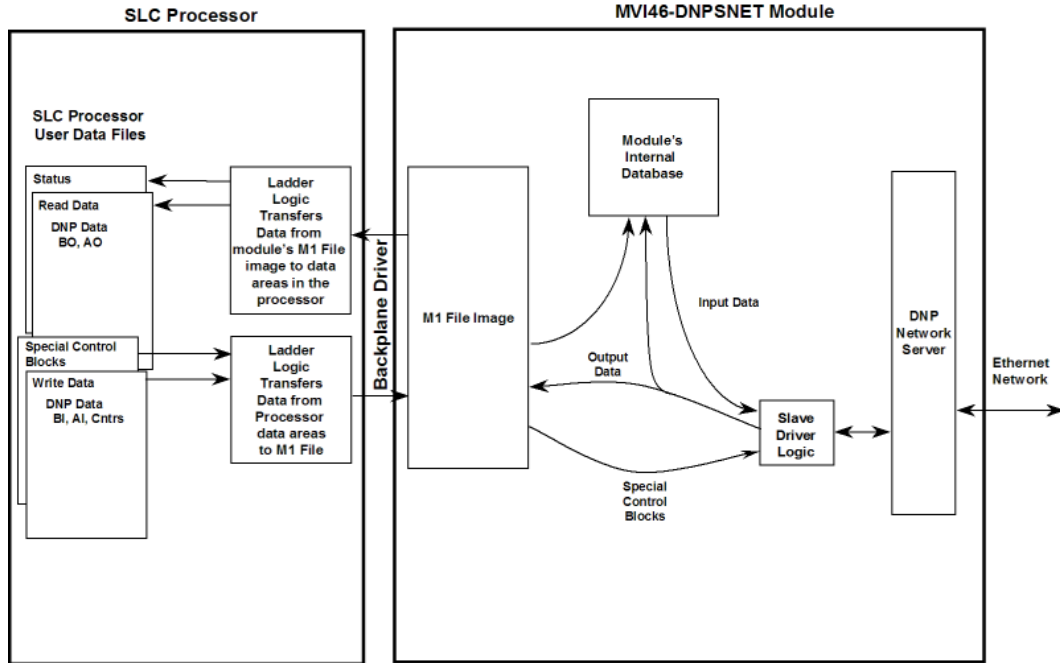 SLC Processor
MVI46-DNPSNET Module
SLC Processor
User Data Files
Status
Read Data
DNP Data
BO, AO
Special Control
Blocks
Write Data
DNP Data
BI, AI, Cntrs
Ladder
Logic
Transfers
Data from
module's M1 File
image to data
areas in the
processor
Ladder
Logic
Transfers
Data from
Processor
data areas
to M1 File
Backplane Driver
M1 File Image
Module's
Internal
Database
Input Data
Output
Data
Special
Control
Blocks
Slave
Driver
Logic
DNP
Network
Server
Ethernet
Network